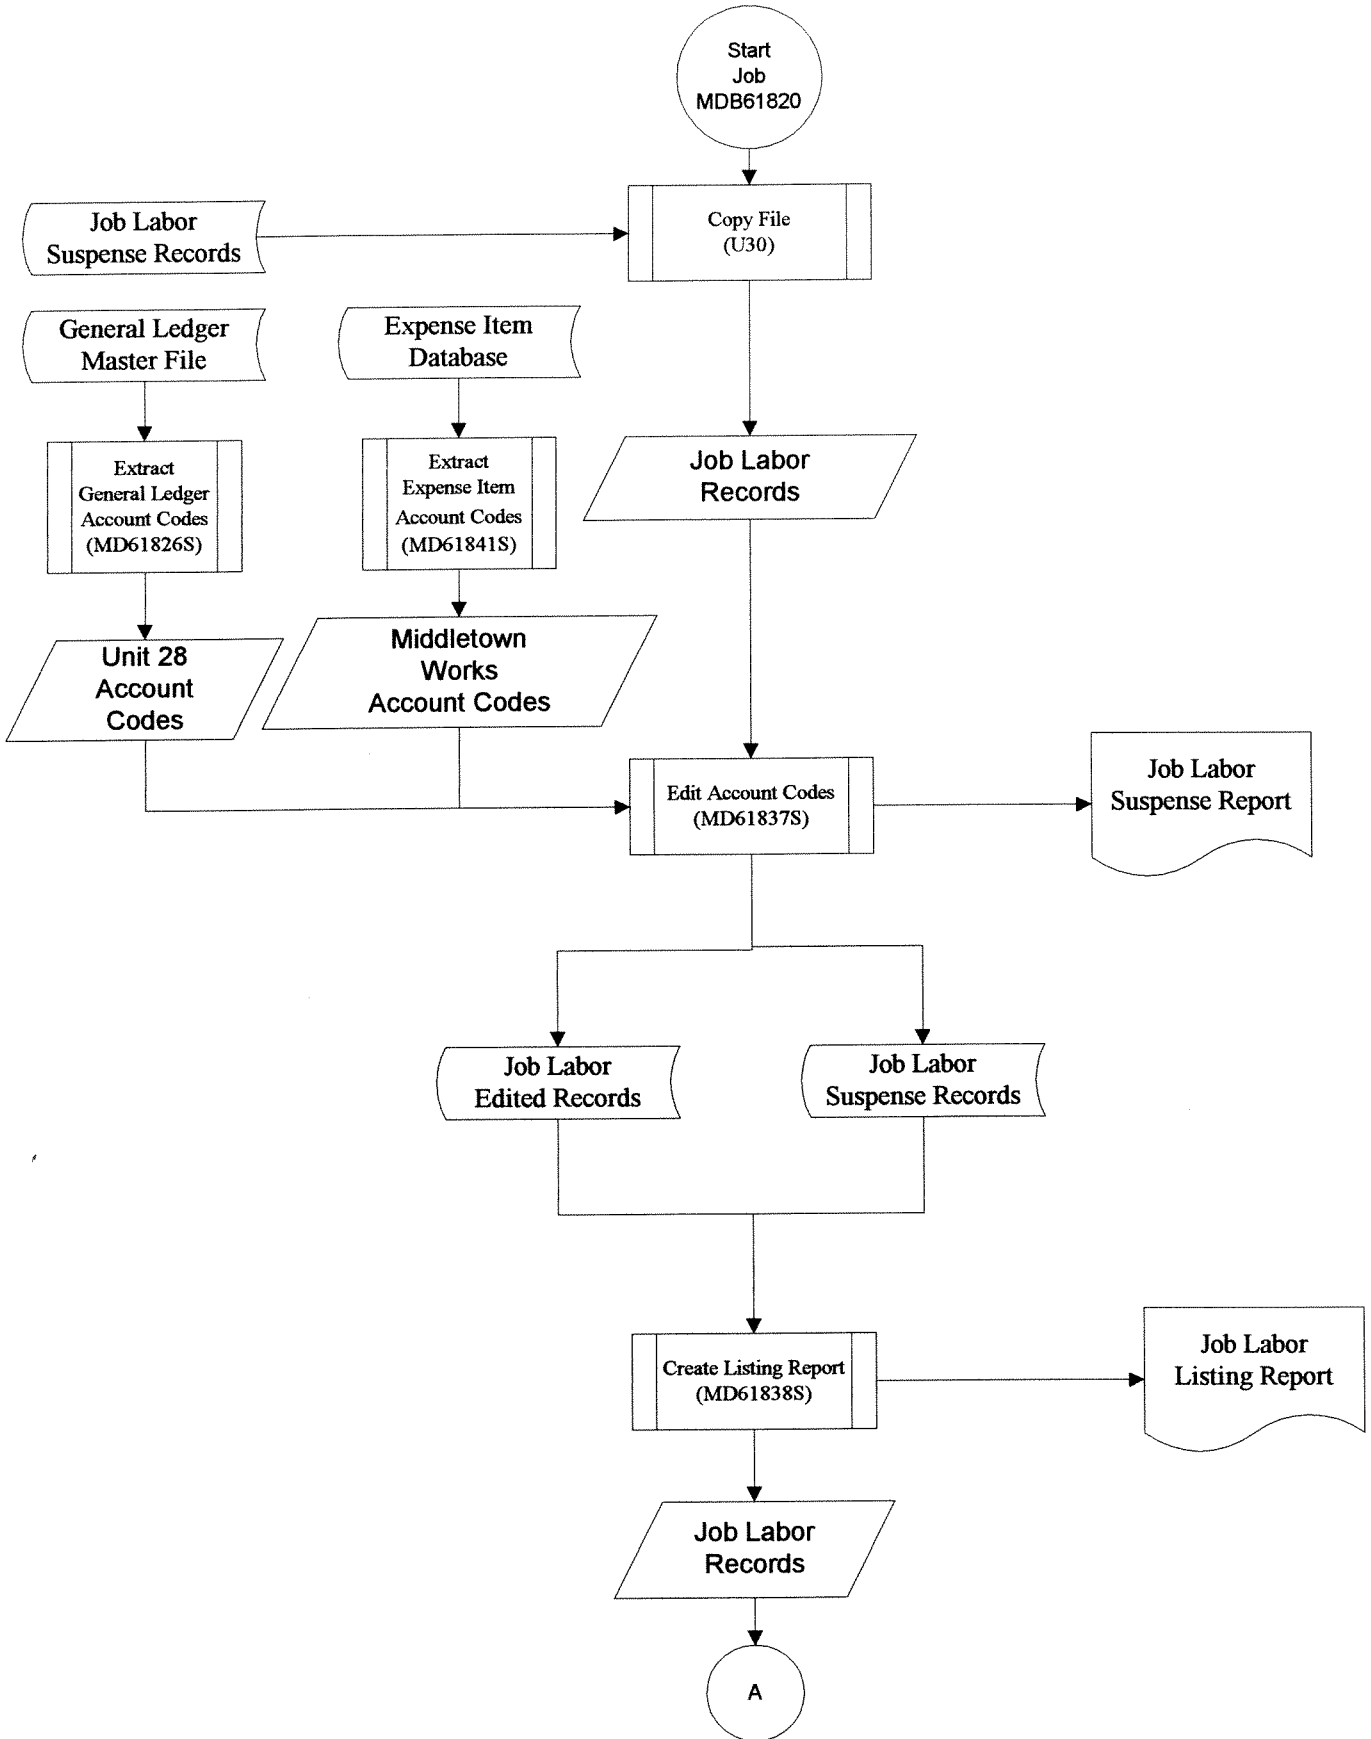 Start
Job
MDB61820
Copy File
(U30)
Job Labor
Suspense Records
General Ledger
Master File
Expense Item
Database
Extract
General Ledger
Account Codes
(MD61826S)
Extract
Expense Item
Account Codes
(MD61841S)
Job Labor
Records
Unit 28
Account
Codes
Middletown
Works
Account Codes
Edit Account Codes
(MD61837S)
Job Labor
Suspense Report
Job Labor
Edited Records
Job Labor
Suspense Records
Create Listing Report
(MD61838S)
Job Labor
Listing Report
Job Labor
Records
A